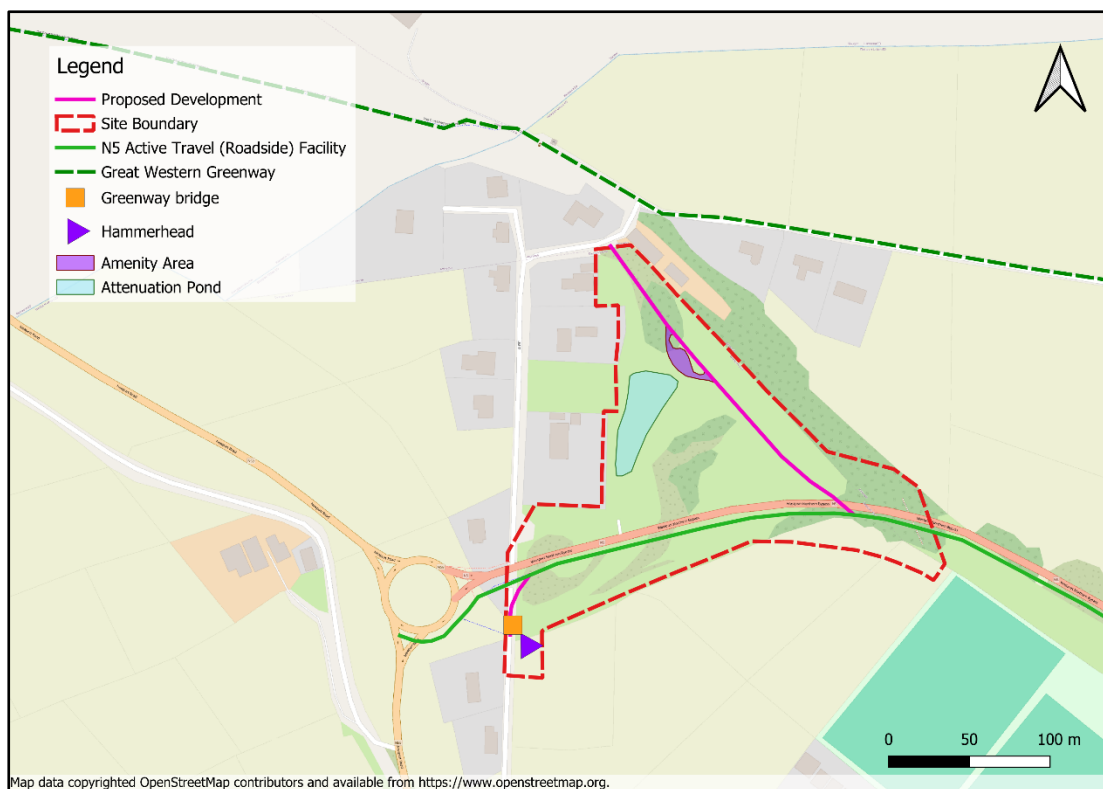 Legend
Proposed Development
Site Boundary
N5 Active Travel (Roadside) Facility
Great Western Greenway
Greenway bridge
Hammerhead
Amenity Area
Attenuation Pond
0 50 100 m
Map data copyrighted OpenStreetMap contributors and available from https://www.openstreetmap.org.